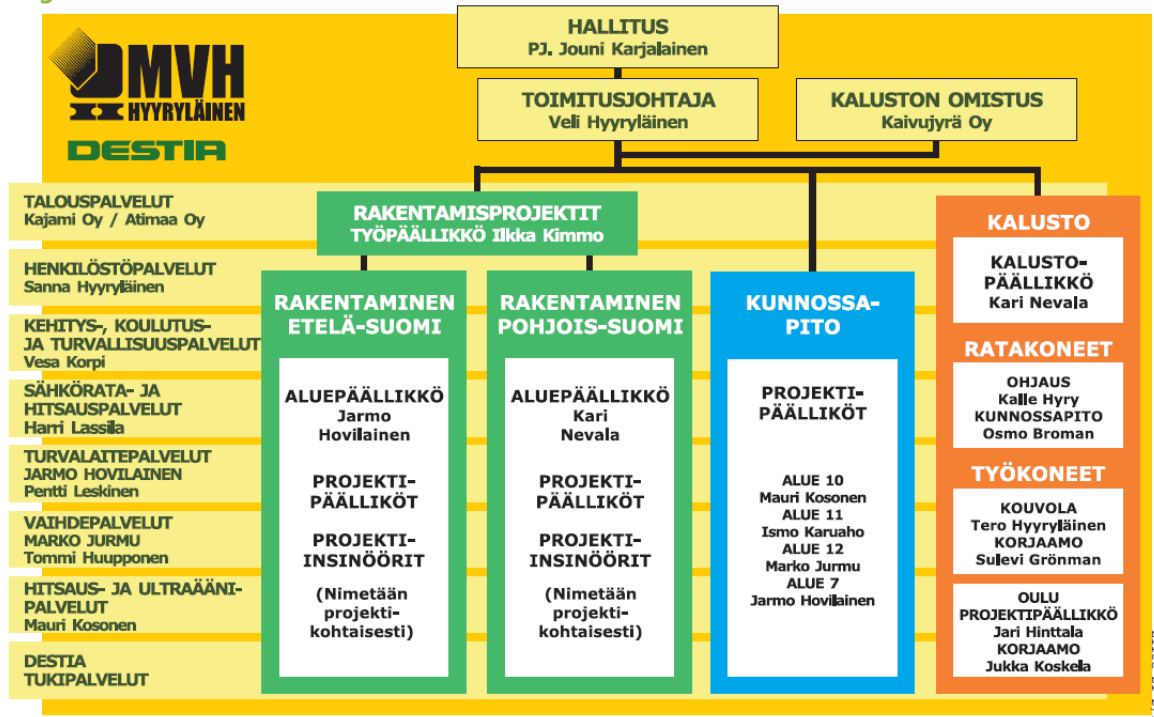 HALLITUS
PJ. Jouni Karjalainen
MVH
HYYRYLÄINEN
DESTIA
TOIMITUSJOHTAJA
Veli Hyyryläinen
KALUSTON OMISTUS
Kaivujyrä Oy
TALOUSPALVELUT
Kajami Oy / Atimaa Oy
HENKILÖSTÖPALVELUT
Sanna Hyyryläinen
KEHITYS-, KOULUTUS-
JA TURVALLISUUSPALVELUT
Vesa Korpi
SÄHKÖRATA- JA
HITSAUSPALVELUT
Harri Lassila
TURVALAITEPALVELUT
JARMO HOVILAINEN
Pentti Leskinen
VAIHDEPALVELUT
MARKO JURMU
Tommi Huupponen
HITSAUS- JA ULTRAÄÄNI-
PALVELUT
Mauri Kosonen
DESTIA
TUKIPALVELUT
RAKENTAMISPROJEKTIT
TYÖPÄÄLLIKKÖ Ilkka Kimmo
RAKENTAMINEN
ETELÄ-SUOMI
ALUEPÄÄLLIKKÖ
Jarmo
Hovilainen
PROJEKTI-
PÄÄLLIKÖT
PROJEKTI-
INSINÖÖRIT
(Nimetään
projekti-
kohtaisesti)
RAKENTAMINEN
POHJOIS-SUOMI
ALUEPÄÄLLIKKÖ
Kari
Nevala
PROJEKTI-
PÄÄLLIKÖT
PROJEKTI-
INSINÖÖRIT
(Nimetään
projekti-
kohtaisesti)
KUNNOSSA-
PITO
PROJEKTI-
PÄÄLLIKÖT
ALUE 10
Mauri Kosonen
ALUE 11
Ismo Karuaho
ALUE 12
Marko Jurmu
ALUE 7
Jarmo Hovilainen
KALUSTO
KALUSTO-
PÄÄLLIKKÖ
Kari Nevala
RATAKONEET
OHJAUS
Kalle Hyry
KUNNOSSAPITO
Osmo Broman
TYÖKONEET
KOUVOLA
Tero Hyyryläinen
KORJAAMO
Sulevi Grönman
OULU
PROJEKTIPÄÄLLIKKÖ
Jari Hinttala
KORJAAMO
Jukka Koskela